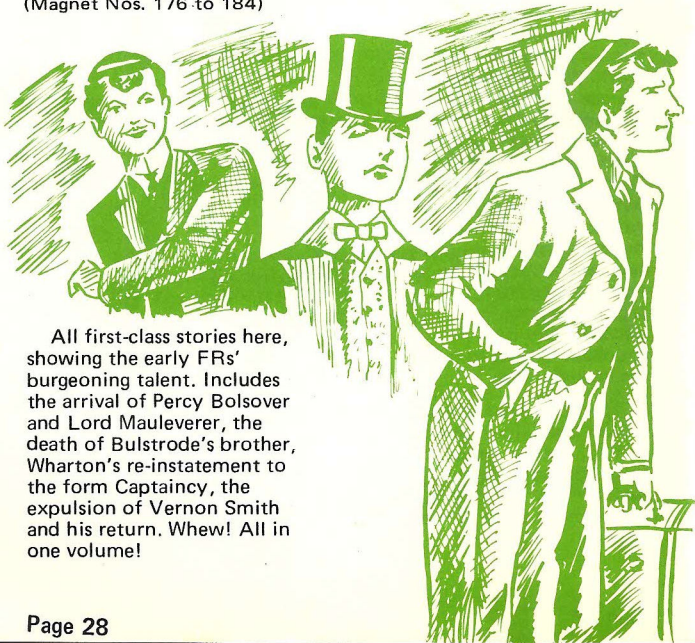 (Magnet Nos. 176 to 184)
All first-class stories here,
showing the early FRs'
burgeoning talent. Includes
the arrival of Percy Bolsover
and Lord Mauleverer, the
death of Bulstrode's brother,
Wharton's re-instatement to
the form Captaincy, the
expulsion of Vernon Smith
and his return. Whew! All in
one volume!
Page 28